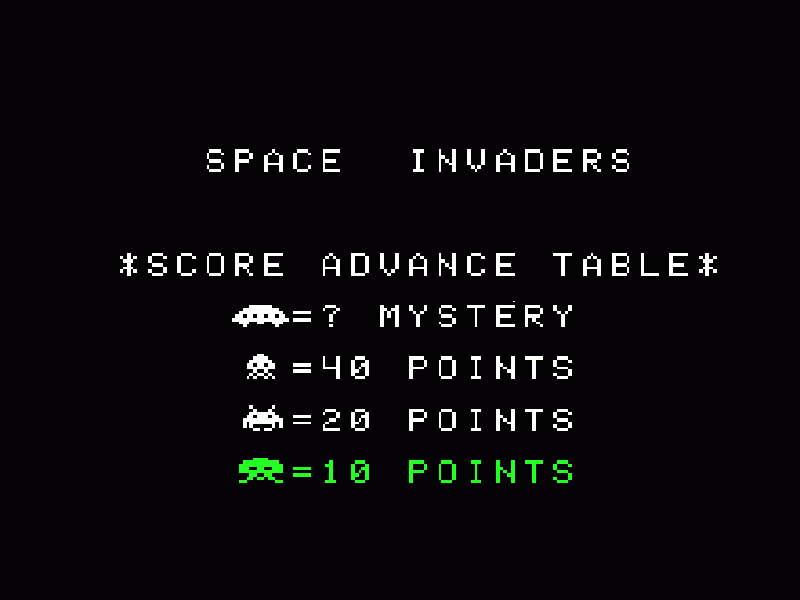 SPACE INVADERS
*SCORE ADVANCE TABLE*
=? MYSTERY
=40 POINTS
=20 POINTS
=10 POINTS